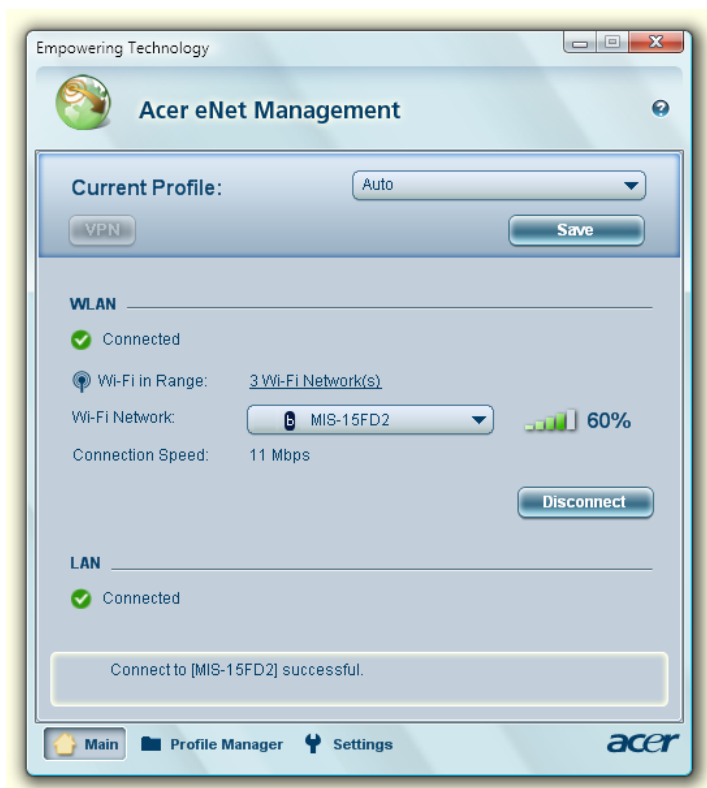 Empowering Technology
Acer eNet Management
Current Profile: Auto
VPN Save
WLAN
Connected
Wi-Fi in Range: 3 Wi-Fi Network(s)
Wi-Fi Network: b MIS-15FD2 60%
Connection Speed: 11 Mbps
Disconnect
LAN
Connected
Connect to [MIS-15FD2] successful.
Main Profile Manager Settings acer